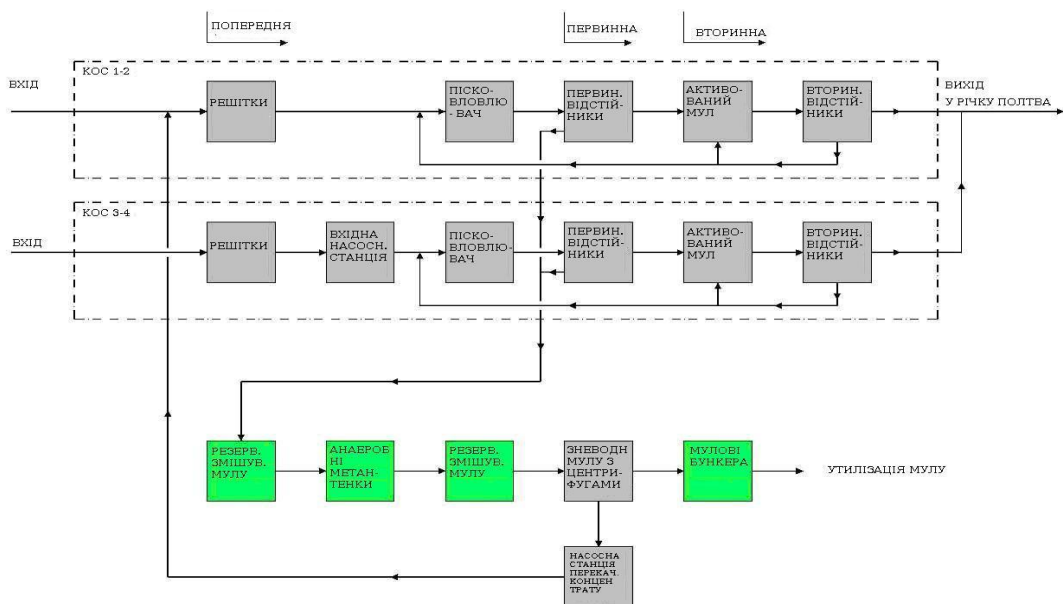 ПОПЕРЕДНЯ
ПЕРВИННА
ВТОРИННА
КОС 1-2
ВХІД
РЕШІТКИ
ПІСКО-
ВЛОВЛЮ
- ВАЧ
ПЕРВИН.
ВІДСТІЙ-
НИКИ
АКТИВО-
ВАНИЙ
МУЛ
ВТОРИН.
ВІДСТІЙ-
НИКИ
ВИХІД
У РІЧКУ ПОЛТВА
КОС 3-4
ВХІД
РЕШІТКИ
ВХІДНА
НАСОСН.
СТАНЦІЯ
ПІСКО-
ВЛОВЛЮ-
ВАЧ
ПЕРВИН.
ВІДСТІЙ-
НИКИ
АКТИВО-
ВАНИЙ
МУЛ
ВТОРИН.
ВІДСТІЙ-
НИКИ
РЕЗЕРВ.
ЗМІШУВ.
МУЛУ
АНАЕРОБ
НІ
МЕТАН-
ТЕНКИ
РЕЗЕРВ.
ЗМІШУВ.
МУЛУ
ЗНЕВОДН
МУЛУ З
ЦЕНТРИ-
ФУГАМИ
МУЛОВІ
БУНКЕРА
УТИЛІЗАЦІЯ МУЛУ
НАСОСНА
СТАНЦІЯ
ПЕРЕКАЧ.
КОНЦЕН
ТРАТУ